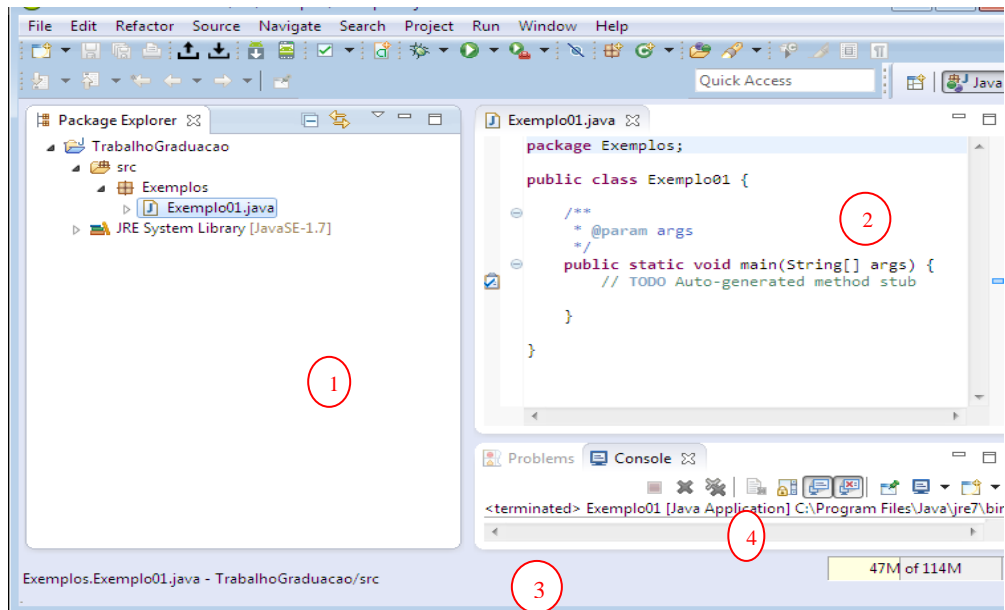 File Edit Refactor Source Navigate Search Project Run Window Help
Quick Access
Java
Package Explorer
TrabalhoGraduacao
src
Exemplos
Exemplo01.java
JRE System Library [JavaSE-1.7]
1
Exemplo01.java
package Exemplos;
public class Exemplo01 {
/**
* @param args
*/
public static void main(String[] args) {
// TODO Auto-generated method stub
}
}
2
Problems Console
<terminated> Exemplo01 [Java Application] C:\Program Files\Java\jre7\bin
4
Exemplos.Exemplo01.java - TrabalhoGraduacao/src
3
47M of 114M